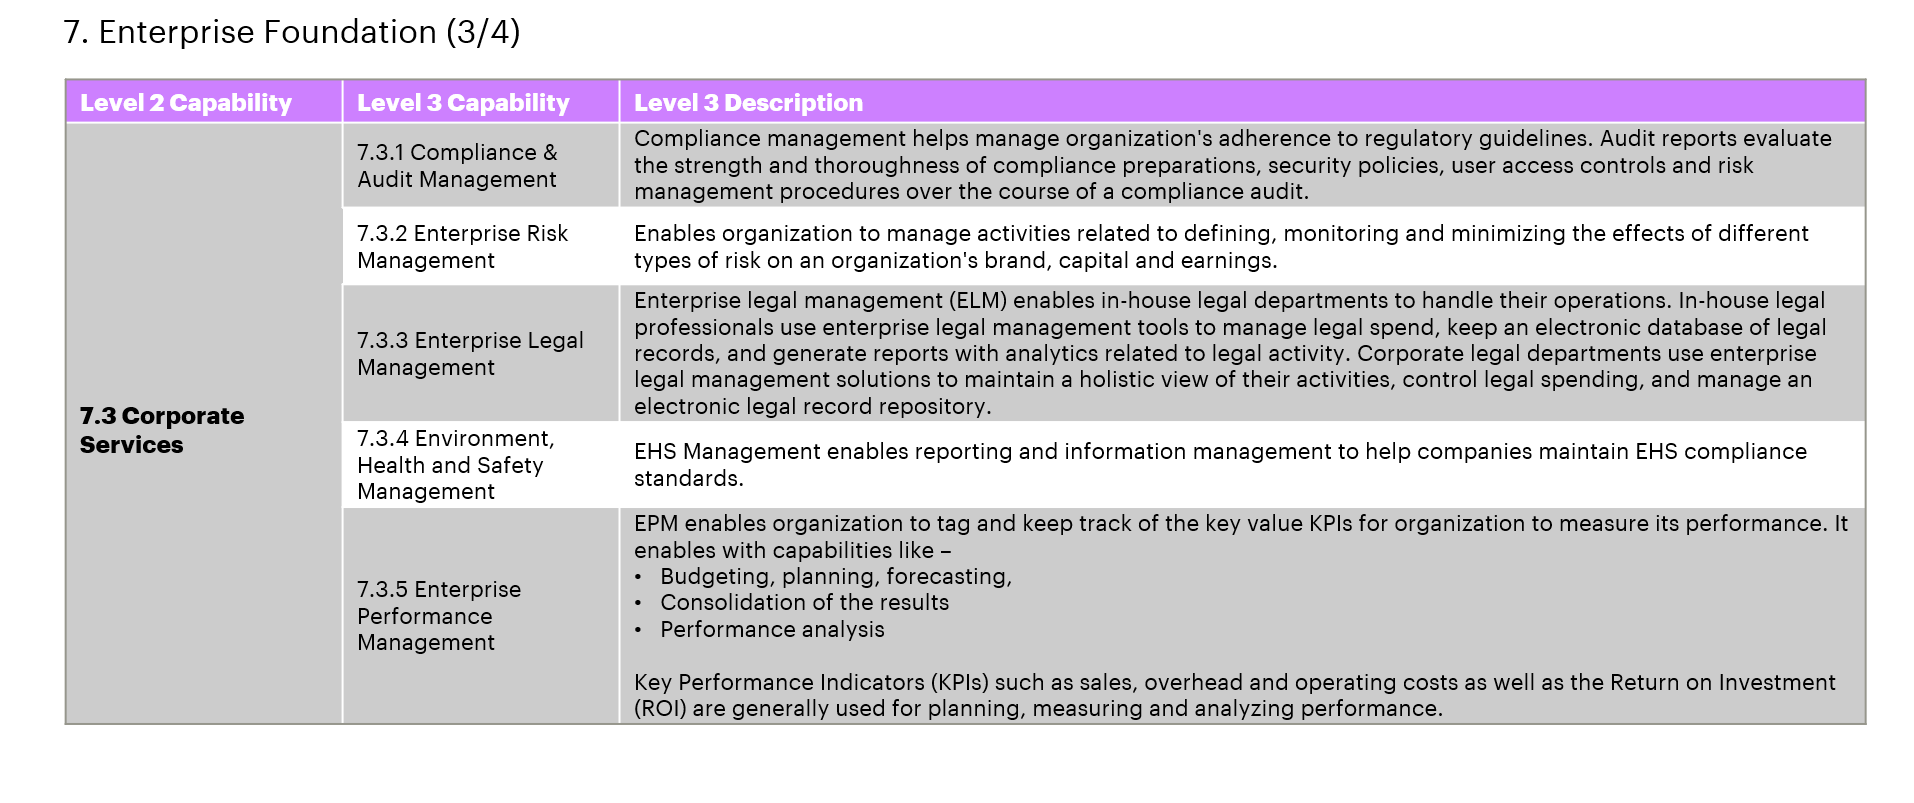 7. Enterprise Foundation (3/4)
Level 2 Capability
Level 3 Capability
Level 3 Description
7.3 Corporate
Services
7.3.1 Compliance &
Audit Management
Compliance management helps manage organization's adherence to regulatory guidelines. Audit reports evaluate
the strength and thoroughness of compliance preparations, security policies, user access controls and risk
management procedures over the course of a compliance audit.
7.3.2 Enterprise Risk
Management
Enables organization to manage activities related to defining, monitoring and minimizing the effects of different
types of risk on an organization's brand, capital and earnings.
7.3.3 Enterprise Legal
Management
Enterprise legal management (ELM) enables in-house legal departments to handle their operations. In-house legal
professionals use enterprise legal management tools to manage legal spend, keep an electronic database of legal
records, and generate reports with analytics related to legal activity. Corporate legal departments use enterprise
legal management solutions to maintain a holistic view of their activities, control legal spending, and manage an
electronic legal record repository.
7.3.4 Environment,
Health and Safety
Management
EHS Management enables reporting and information management to help companies maintain EHS compliance
standards.
7.3.5 Enterprise
Performance
Management
EPM enables organization to tag and keep track of the key value KPIs for organization to measure its performance. It
enables with capabilities like –
• Budgeting, planning, forecasting,
• Consolidation of the results
• Performance analysis
Key Performance Indicators (KPIs) such as sales, overhead and operating costs as well as the Return on Investment
(ROI) are generally used for planning, measuring and analyzing performance.